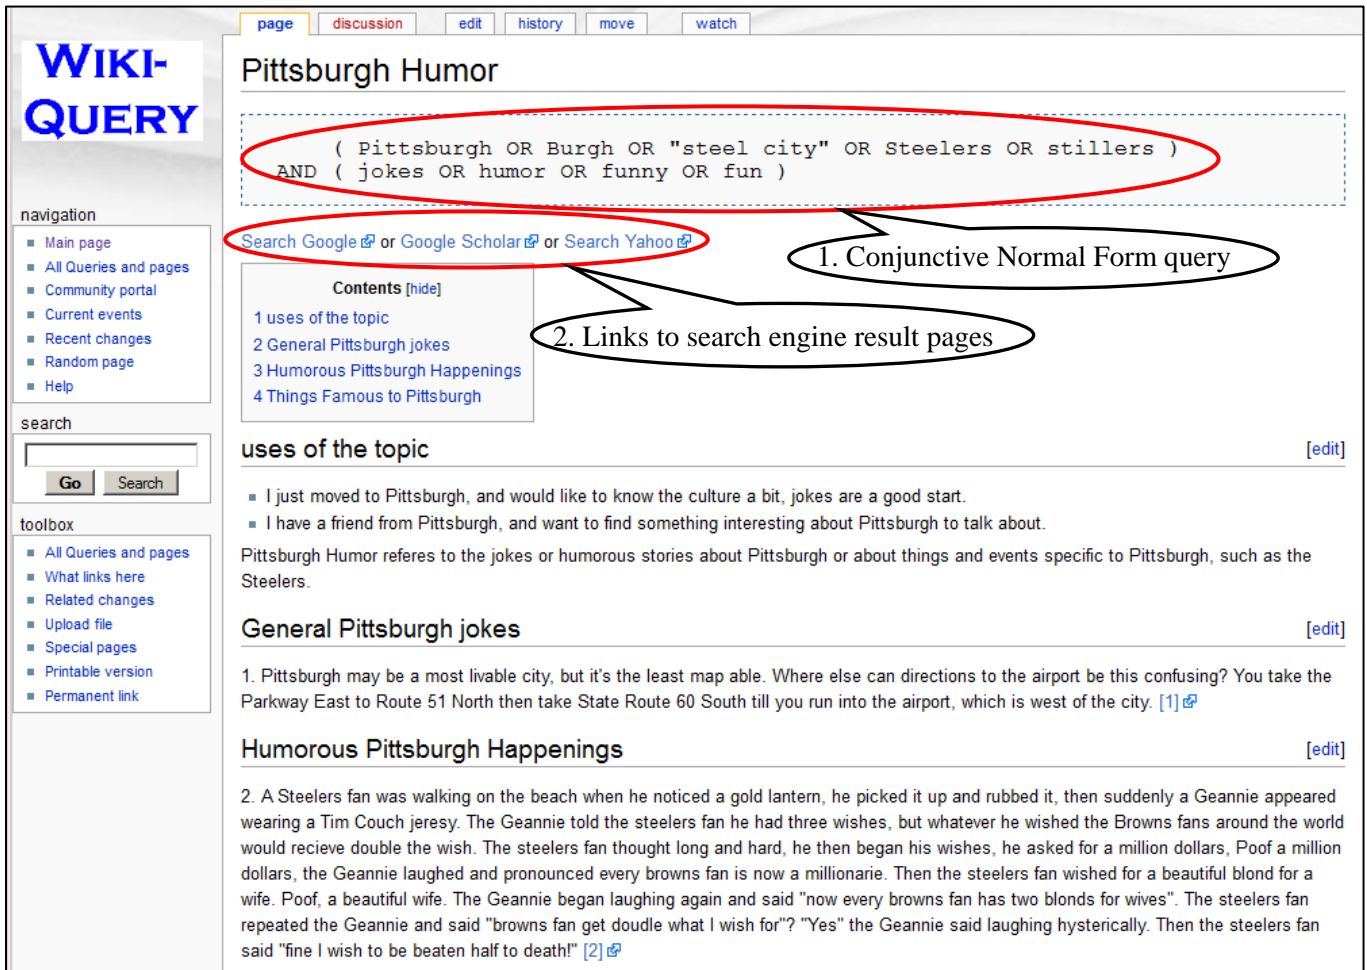 page discussion edit history move watch
WIKI-
QUERY
Pittsburgh Humor
( Pittsburgh OR Burgh OR "steel city" OR Steelers OR stillers )
AND ( jokes OR humor OR funny OR fun )
1. Conjunctive Normal Form query
Search Google or Google Scholar or Search Yahoo
2. Links to search engine result pages
navigation
Main page
All Queries and pages
Community portal
Current events
Recent changes
Random page
Help
search
Go Search
toolbox
All Queries and pages
What links here
Related changes
Upload file
Special pages
Printable version
Permanent link
Contents [hide]
1 uses of the topic
2 General Pittsburgh jokes
3 Humorous Pittsburgh Happenings
4 Things Famous to Pittsburgh
uses of the topic [edit]
I just moved to Pittsburgh, and would like to know the culture a bit, jokes are a good start.
I have a friend from Pittsburgh, and want to find something interesting about Pittsburgh to talk about.
Pittsburgh Humor referes to the jokes or humorous stories about Pittsburgh or about things and events specific to Pittsburgh, such as the
Steelers.
General Pittsburgh jokes [edit]
1. Pittsburgh may be a most livable city, but it's the least map able. Where else can directions to the airport be this confusing? You take the
Parkway East to Route 51 North then take State Route 60 South till you run into the airport, which is west of the city. [1]
Humorous Pittsburgh Happenings [edit]
2. A Steelers fan was walking on the beach when he noticed a gold lantern, he picked it up and rubbed it, then suddenly a Geannie appeared
wearing a Tim Couch jeresy. The Geannie told the steelers fan he had three wishes, but whatever he wished the Browns fans around the world
would recieve double the wish. The steelers fan thought long and hard, he then began his wishes, he asked for a million dollars, Poof a million
dollars, the Geannie laughed and pronounced every browns fan is now a millionarie. Then the steelers fan wished for a beautiful blond for a
wife. Poof, a beautiful wife. The Geannie began laughing again and said "now every browns fan has two blonds for wives". The steelers fan
repeated the Geannie and said "browns fan get doudle what I wish for"? "Yes" the Geannie said laughing hysterically. Then the steelers fan
said "fine I wish to be beaten half to death!" [2]